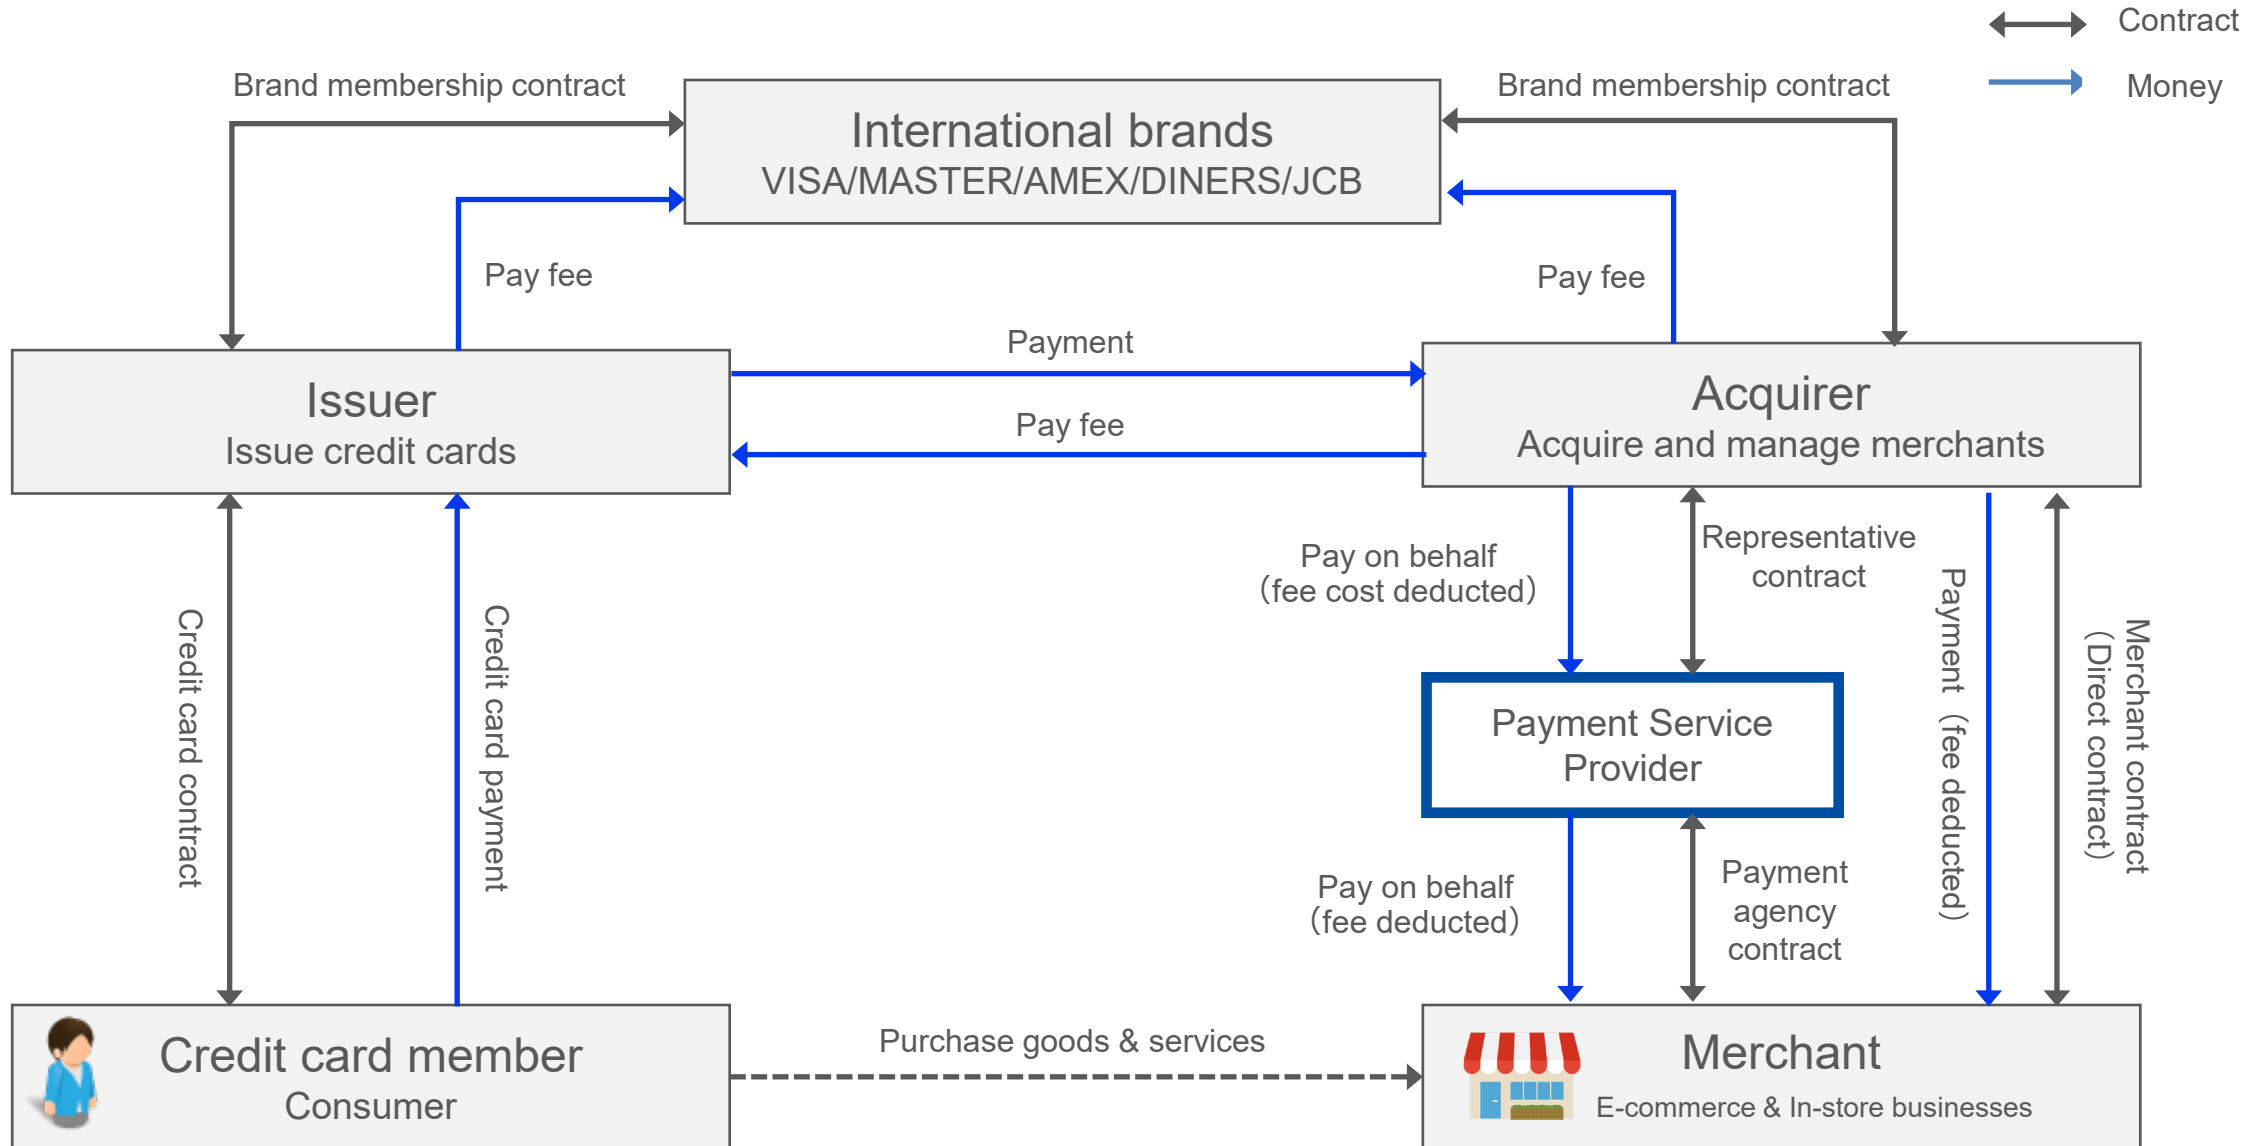 Contract
Money
Brand membership contract
Brand membership contract
International brands
VISA/MASTER/AMEX/DINERS/JCB
Pay fee
Pay fee
Issuer
Issue credit cards
Payment
Pay fee
Acquirer
Acquire and manage merchants
Credit card contract
Credit card payment
Pay on behalf
（fee cost deducted）
Representative
contract
Payment（fee deducted）
Merchant contract
（Direct contract）
Payment Service
Provider
Pay on behalf
（fee deducted）
Payment
agency
contract
Credit card member
Consumer
Purchase goods & services
Merchant
E-commerce & In-store businesses